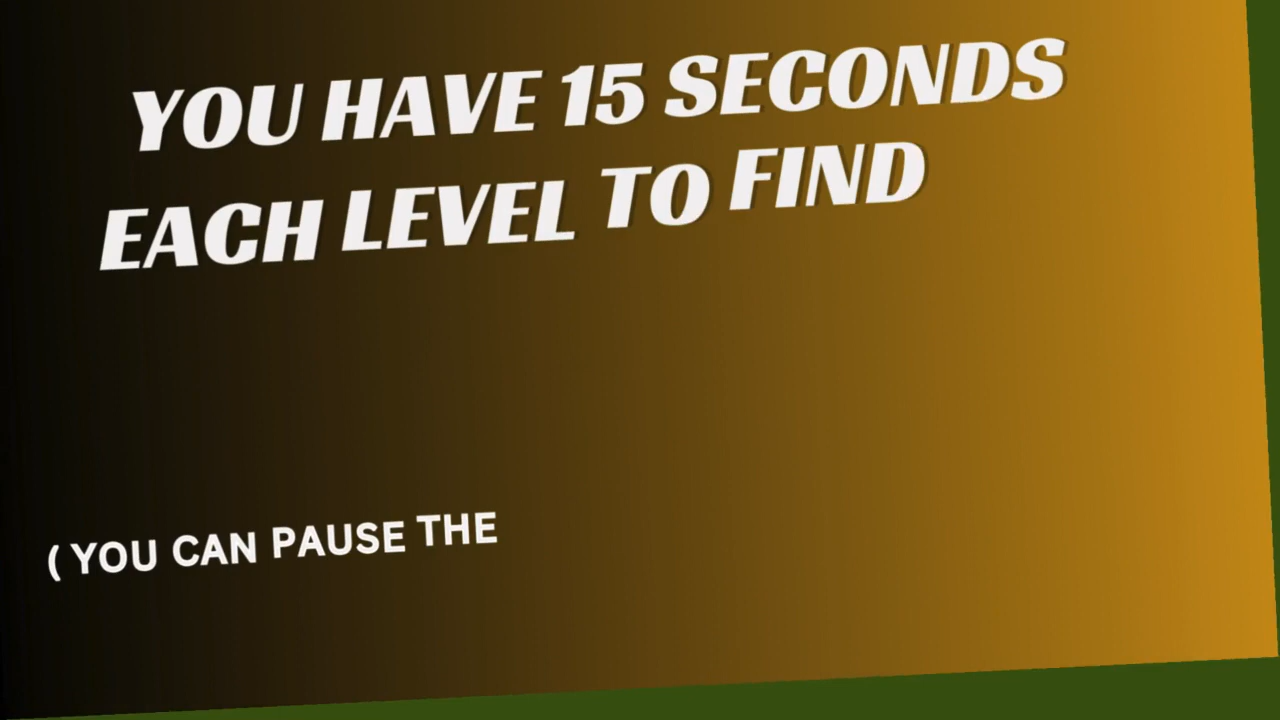 YOU HAVE 15 SECONDS
EACH LEVEL TO FIND
( YOU CAN PAUSE THE